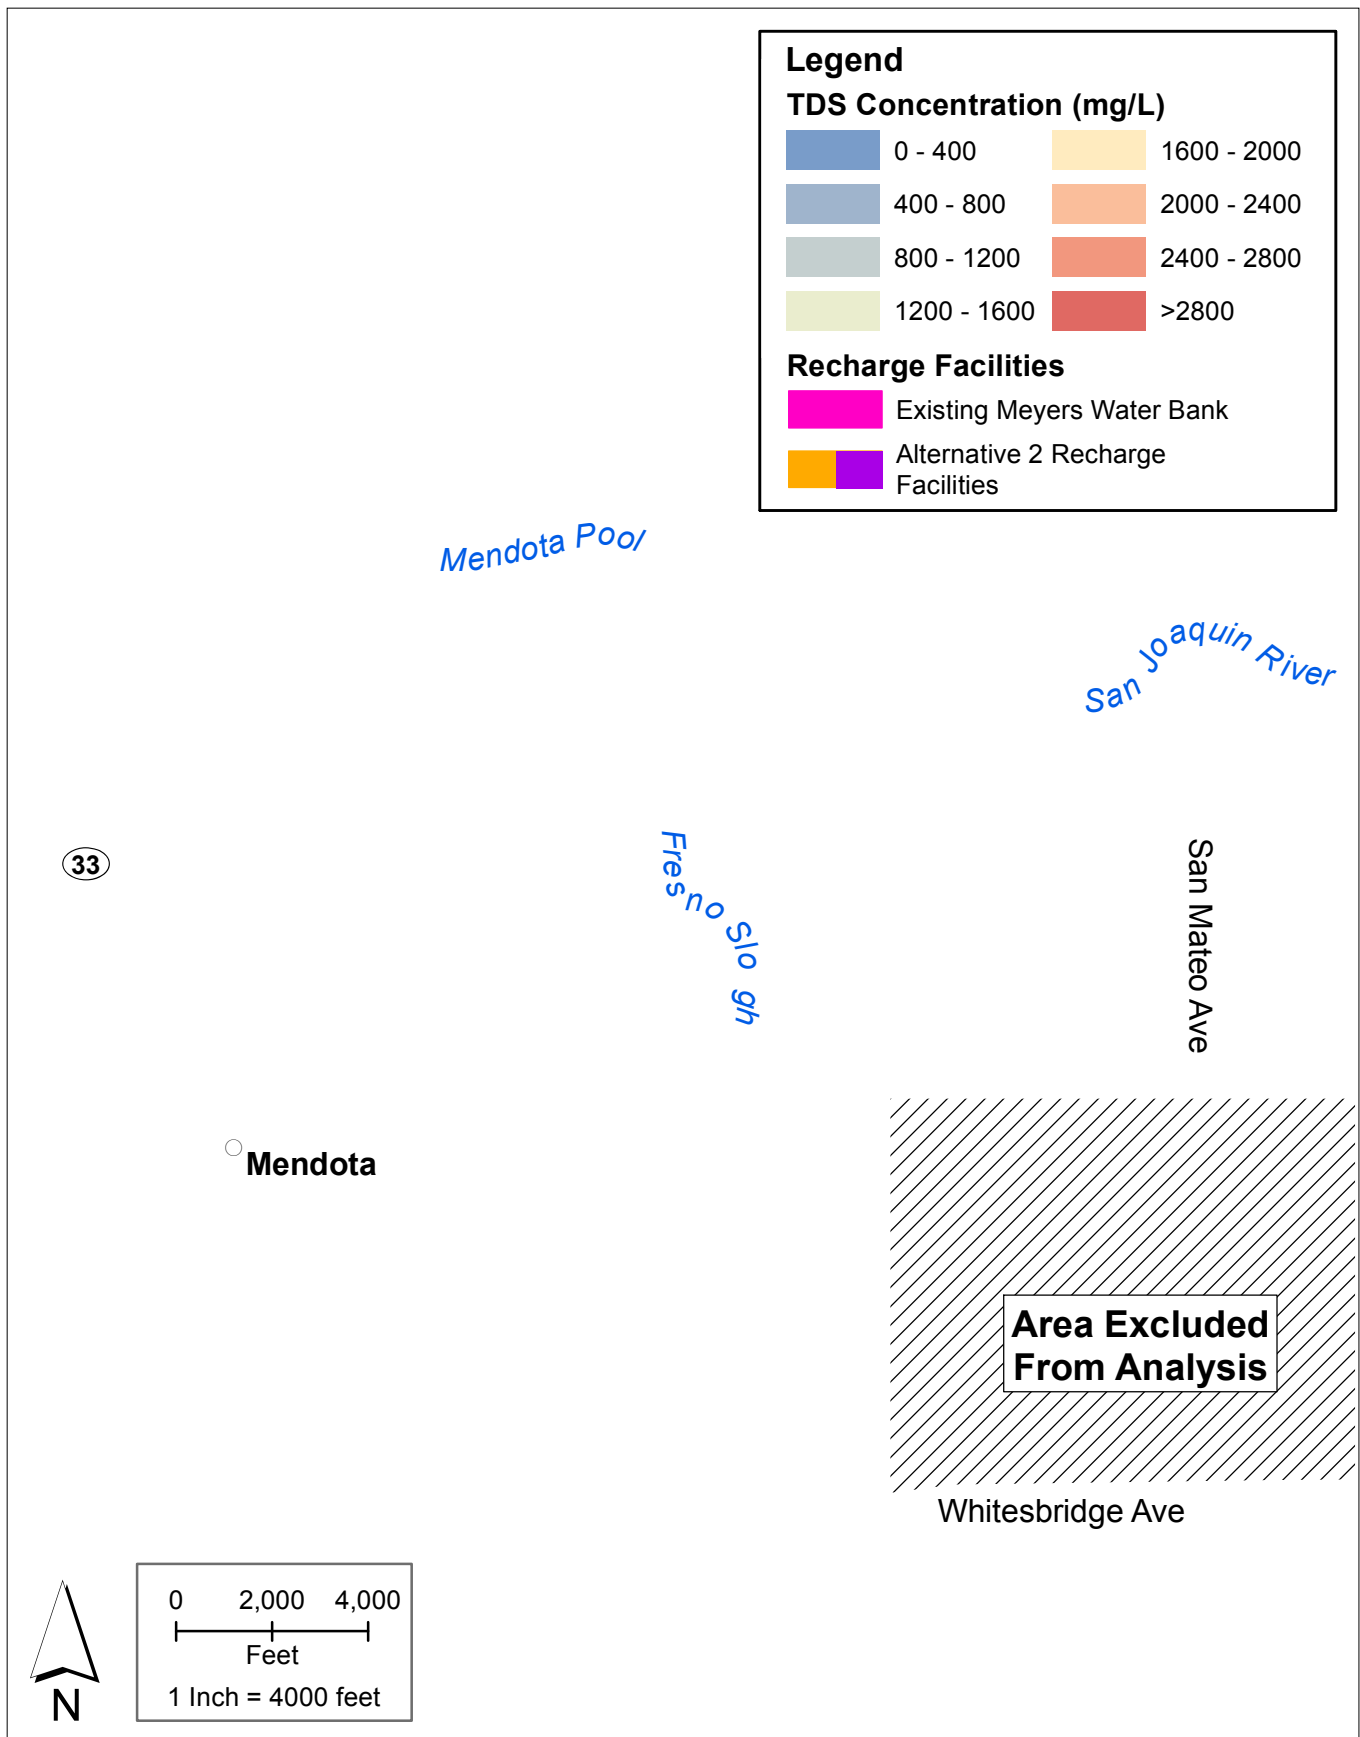 Legend
TDS Concentration (mg/L)
0 - 400
1600 - 2000
400 - 800
2000 - 2400
800 - 1200
2400 - 2800
1200 - 1600
>2800
Recharge Facilities
Existing Meyers Water Bank
Alternative 2 Recharge
Facilities
Mendota Pool
San Joaquin River
33
Fresno Slo gh
San Mateo Ave
Mendota
Area Excluded
From Analysis
Whitesbridge Ave
0 2,000 4,000
Feet
1 Inch = 4000 feet
N